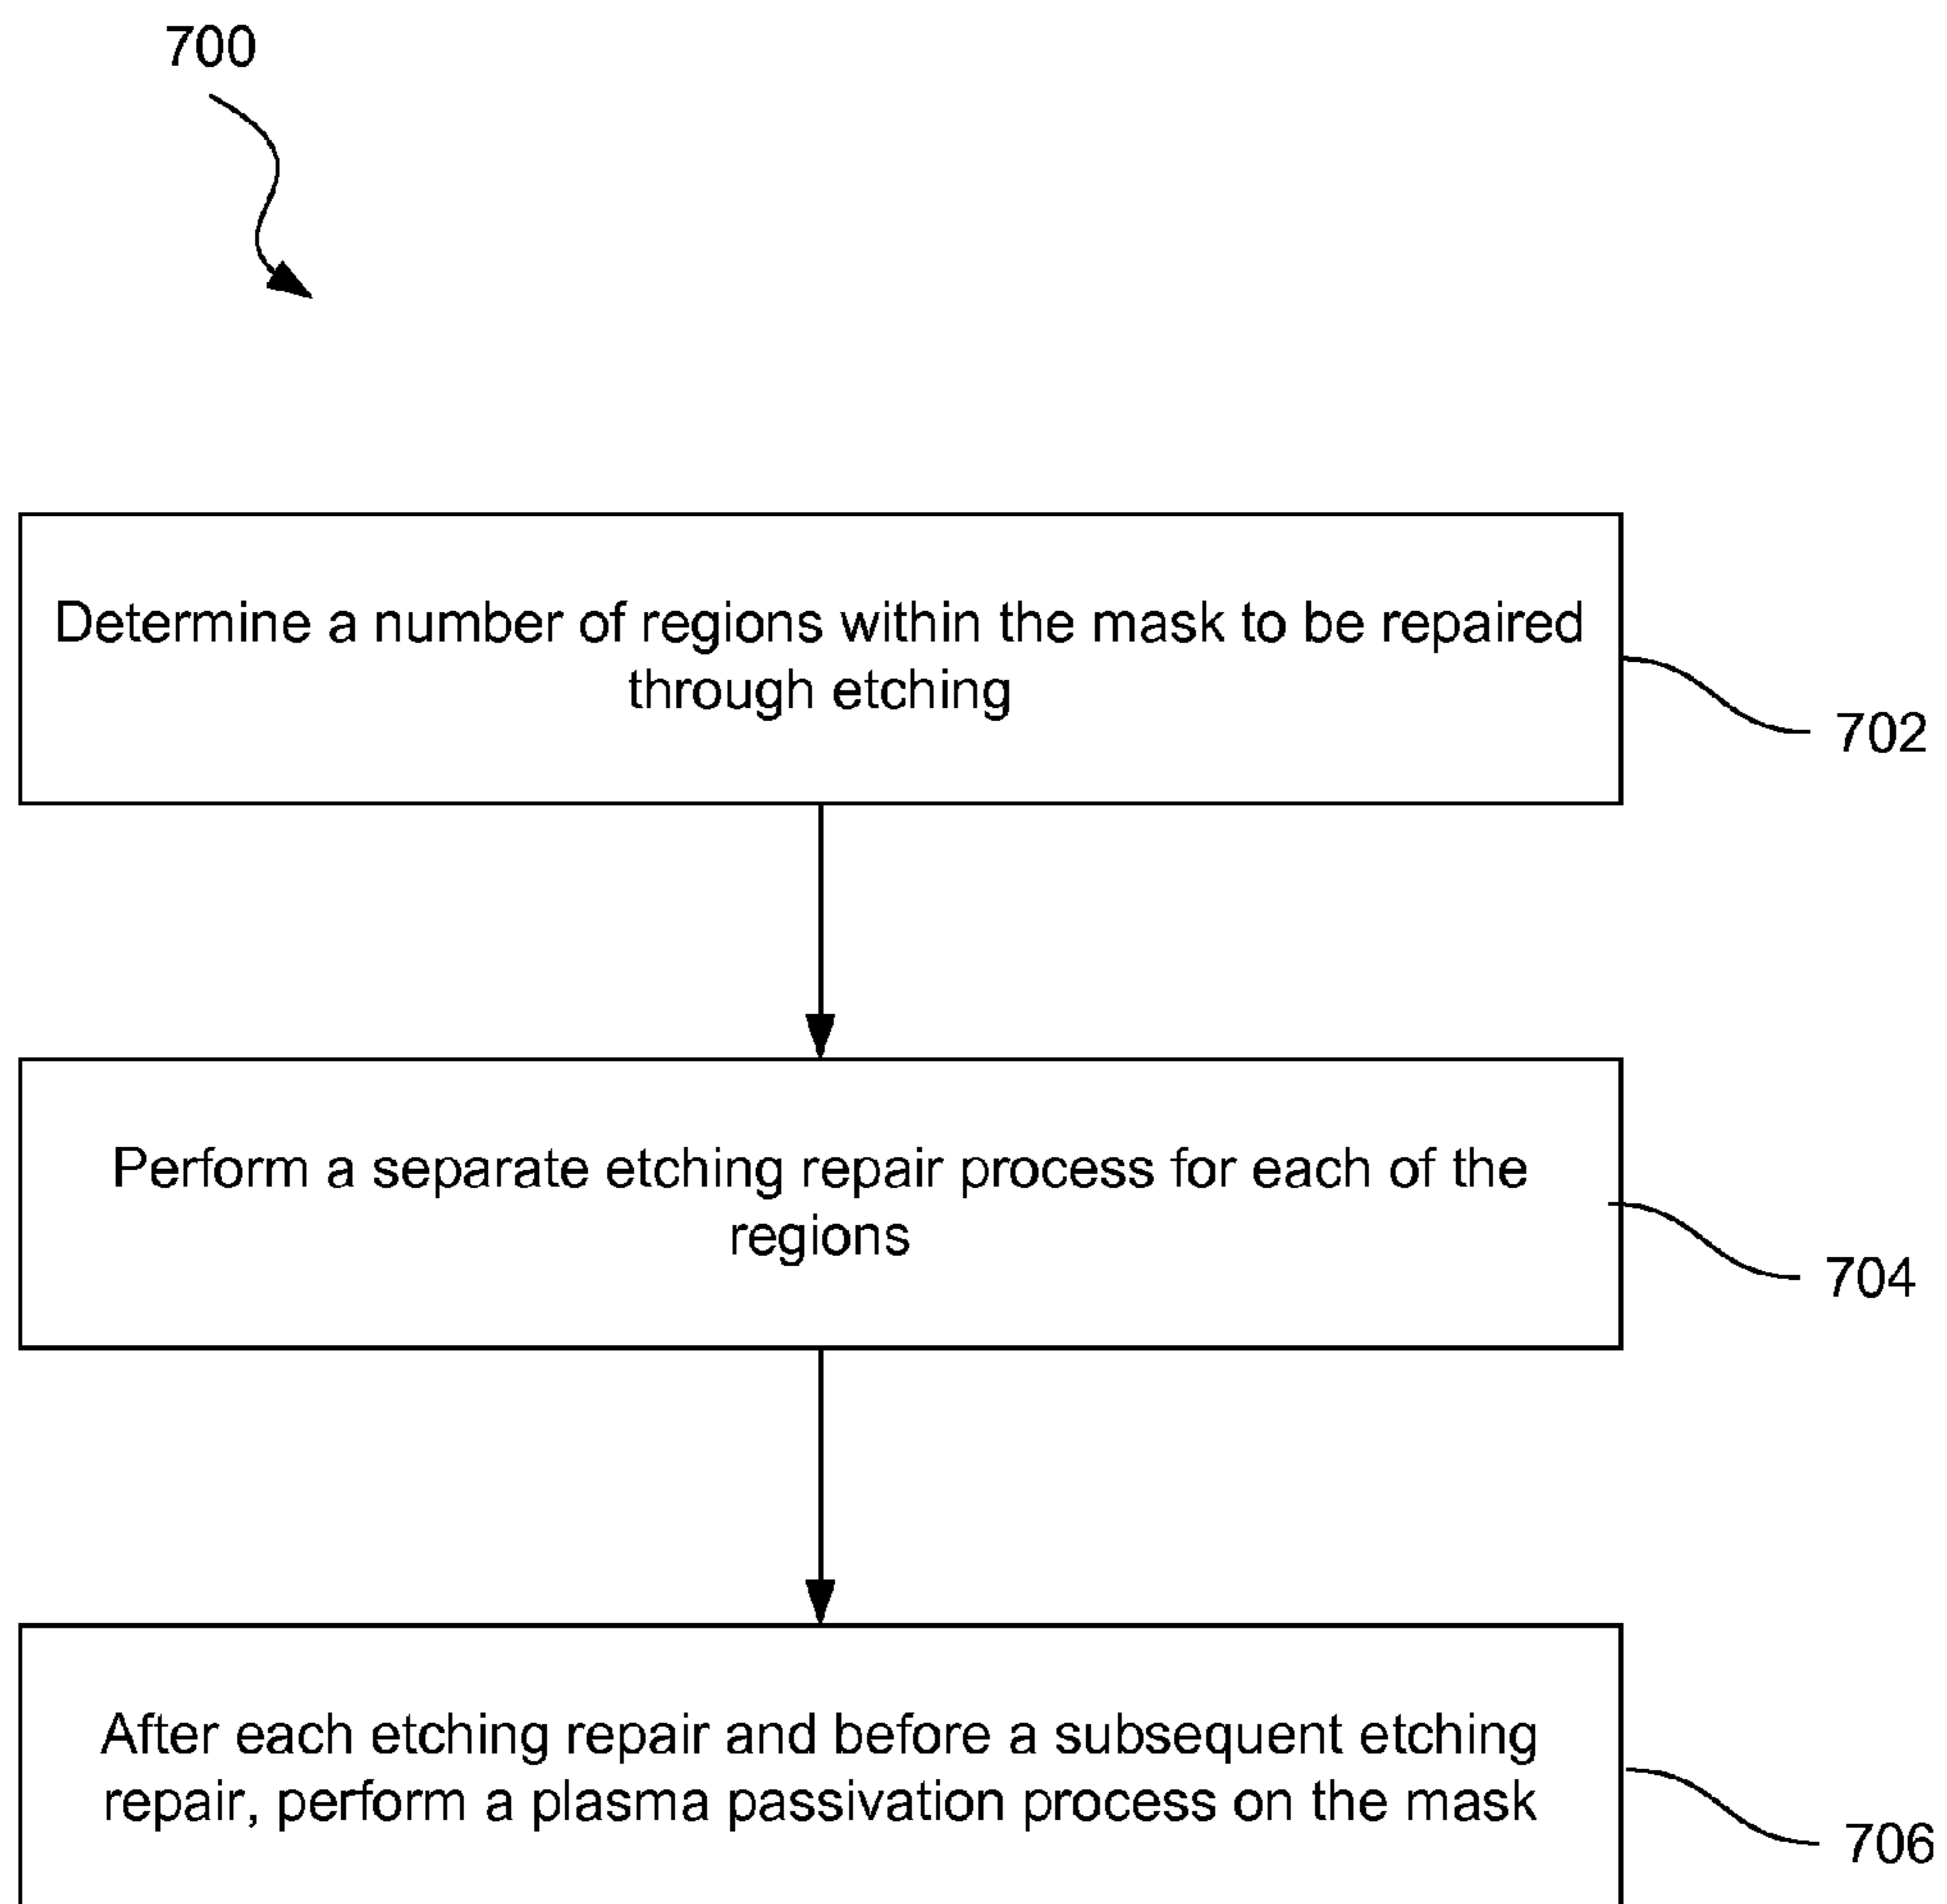 700
Determine a number of regions within the mask to be repaired
through etching
702
Perform a separate etching repair process for each of the
regions
704
After each etching repair and before a subsequent etching
repair, perform a plasma passivation process on the mask
706